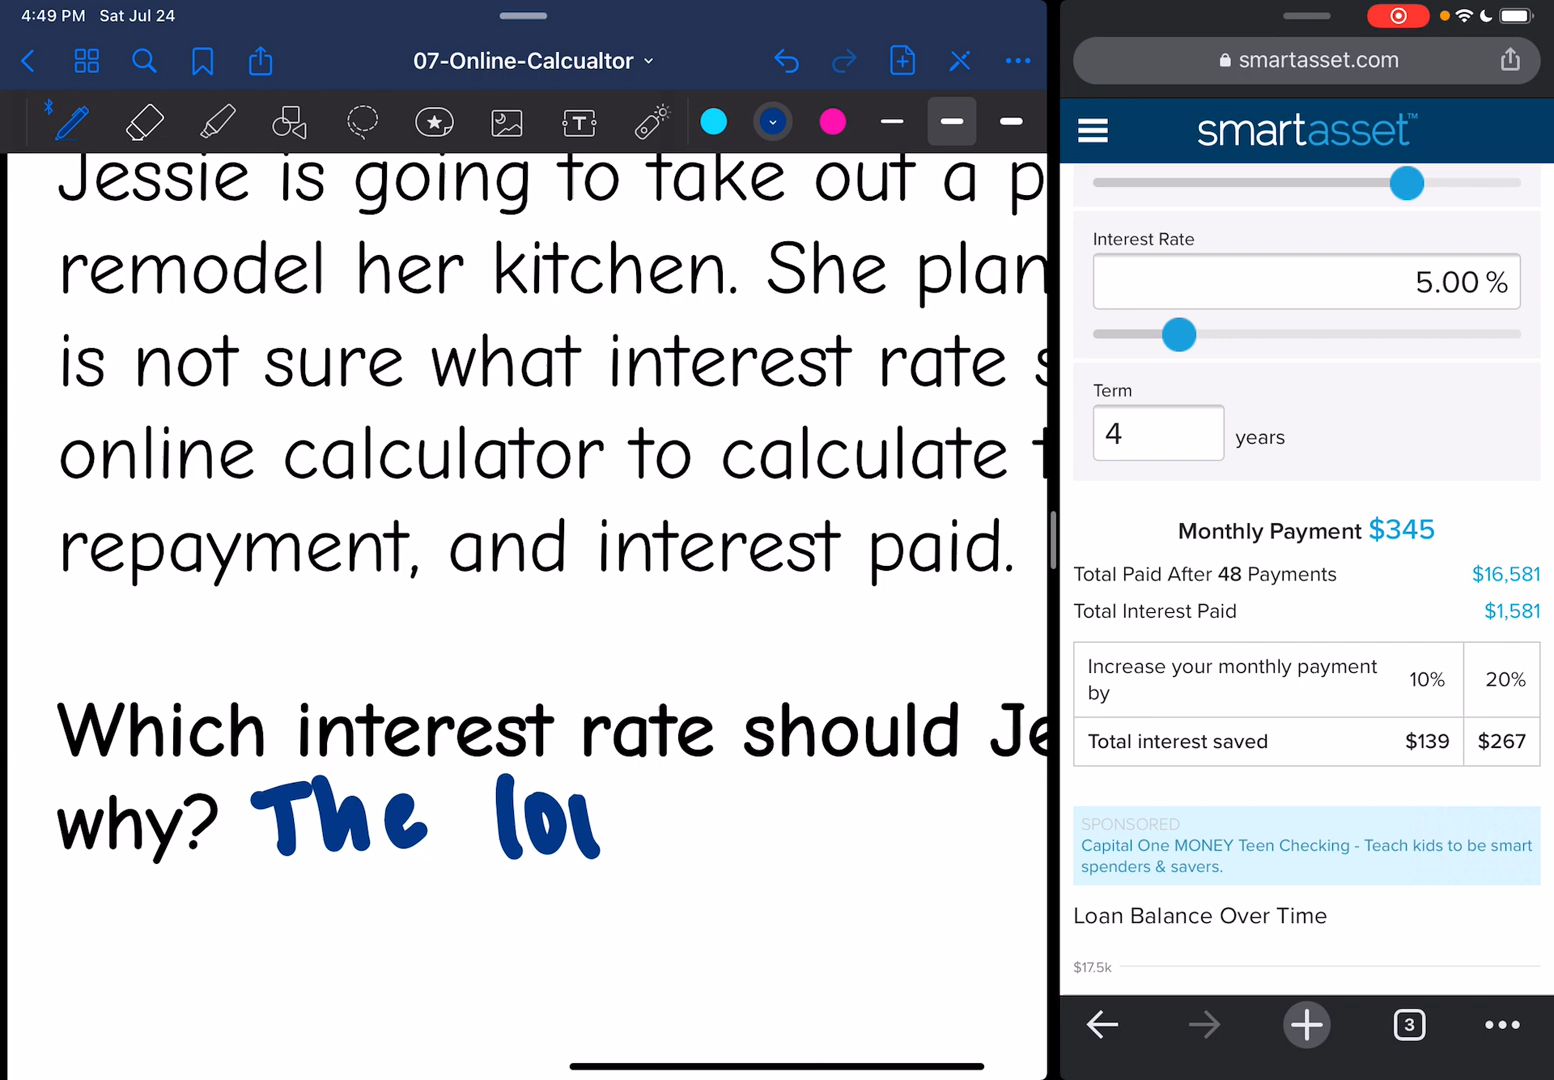 4:49 PM Sat Jul 24
07-Online-Calcualtor
T
Jessie is going to take out a p
remodel her kitchen. She plan
is not sure what interest rate s
online calculator to calculate t
repayment, and interest paid.
Which interest rate should Je
why? The lou
smartasset.com
smartasset™
Interest Rate
5.00 %
Term
4 years
Monthly Payment $345
Total Paid After 48 Payments $16,581
Total Interest Paid $1,581
Increase your monthly payment by 10% 20%
Total interest saved $139 $267
SPONSORED
Capital One MONEY Teen Checking - Teach kids to be smart
spenders & savers.
Loan Balance Over Time
$17.5k
3